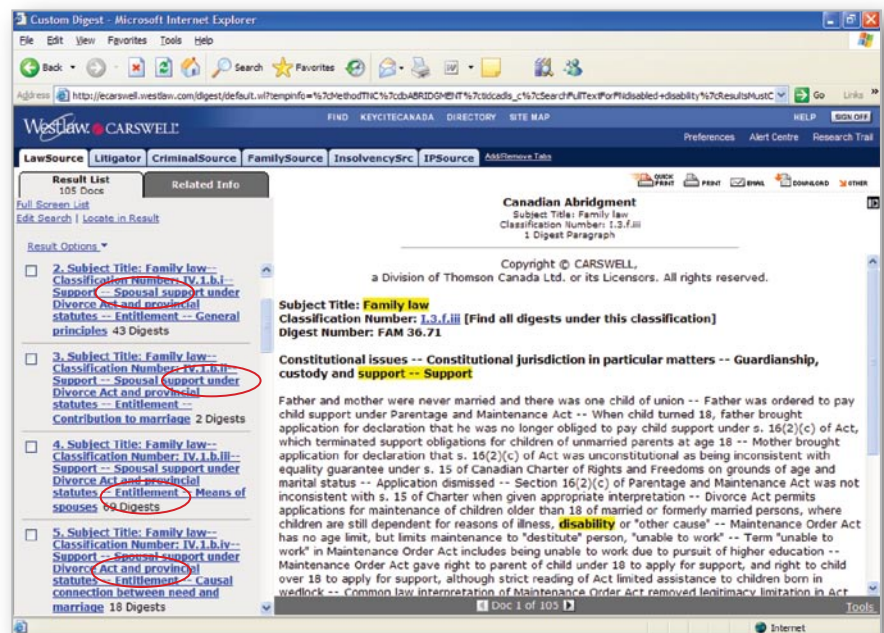 Custom Digest - Microsoft Internet Explorer
File Edit View Favorites Tools Help
Back Search Favorites
Address http://ecarswell.westlaw.com/digest/default.wl? Go Links »
Westlaw CARSWELL
FIND KEYCITECANADA DIRECTORY SITE MAP HELP SIGN OFF
Preferences Alert Centre Research Trail
LawSource Litigator CriminalSource FamilySource InsolvencySrc IPSource Add/Remove Tabs
Result List
105 Docs
Related Info
QUICK PRINT PRINT EMAIL DOWNLOAD OTHER
Full Screen List
Edit Search | Locate in Result
Result Options
2. Subject Title: Family law--
Classification Number: IV.1.b.i--
Support -- Spousal support under
Divorce Act and provincial
statutes -- Entitlement -- General
principles 43 Digests
3. Subject Title: Family law--
Classification Number: IV.1.b.ii--
Support -- Spousal support under
Divorce Act and provincial
statutes -- Entitlement --
Contribution to marriage 2 Digests
4. Subject Title: Family law--
Classification Number: IV.1.b.iii--
Support -- Spousal support under
Divorce Act and provincial
statutes -- Entitlement -- Means of
spouses 69 Digests
5. Subject Title: Family law--
Classification Number: IV.1.b.iv--
Support -- Spousal support under
Divorce Act and provincial
statutes -- Entitlement -- Causal
connection between need and
marriage 18 Digests
Canadian Abridgment
Subject Title: Family law
Classification Number: I.3.f.iii
1 Digest Paragraph
Copyright © CARSWELL,
a Division of Thomson Canada Ltd. or its Licensors. All rights reserved.
Subject Title: Family law
Classification Number: I.3.f.iii [Find all digests under this classification]
Digest Number: FAM 36.71
Constitutional issues -- Constitutional jurisdiction in particular matters -- Guardianship,
custody and support -- Support
Father and mother were never married and there was one child of union -- Father was ordered to pay
child support under Parentage and Maintenance Act -- When child turned 18, father brought
application for declaration that he was no longer obliged to pay child support under s. 16(2)(c) of Act,
which terminated support obligations for children of unmarried parents at age 18 -- Mother brought
application for declaration that s. 16(2)(c) of Act was unconstitutional as being inconsistent with
equality guarantee under s. 15 of Canadian Charter of Rights and Freedoms on grounds of age and
marital status -- Application dismissed -- Section 16(2)(c) of Parentage and Maintenance Act was not
inconsistent with s. 15 of Charter when given appropriate interpretation -- Divorce Act permits
applications for maintenance of children older than 18 of married or formerly married persons, where
children are still dependent for reasons of illness, disability or "other cause" -- Maintenance Order Act
has no age limit, but limits maintenance to "destitute" person, "unable to work" -- Term "unable to
work" in Maintenance Order Act includes being unable to work due to pursuit of higher education --
Maintenance Order Act gave right to parent of child under 18 to apply for support, and right to child
over 18 to apply for support, although strict reading of Act limited assistance to children born in
wedlock -- Common law interpretation of Maintenance Order Act removed legitimacy limitation in Act
Doc 1 of 105 Tools
Internet